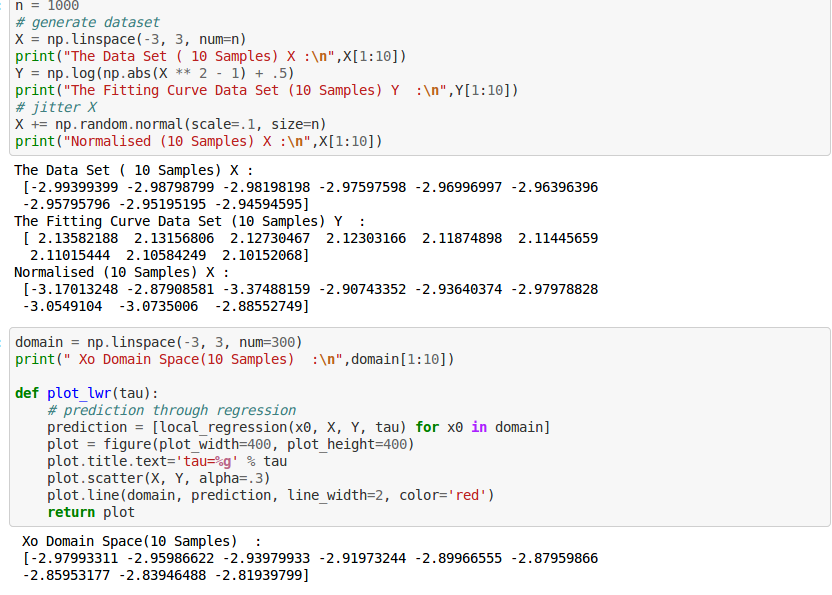 n = 1000
# generate dataset
X = np.linspace(-3, 3, num=n)
print("The Data Set ( 10 Samples) X :\n",X[1:10])
Y = np.log(np.abs(X ** 2 - 1) + .5)
print("The Fitting Curve Data Set (10 Samples) Y  :\n",Y[1:10])
# jitter X
X += np.random.normal(scale=.1, size=n)
print("Normalised (10 Samples) X :\n",X[1:10])
The Data Set ( 10 Samples) X :
[-2.99399399 -2.98798799 -2.98198198 -2.97597598 -2.96996997 -2.96396396
-2.95795796 -2.95195195 -2.94594595]
The Fitting Curve Data Set (10 Samples) Y  :
[ 2.13582188  2.13156806  2.12730467  2.12303166  2.11874898  2.11445659
2.11015444  2.10584249  2.10152068]
Normalised (10 Samples) X :
[-3.17013248 -2.87908581 -3.37488159 -2.90743352 -2.93640374 -2.97978828
-3.0549104  -3.0735006  -2.88552749]
domain = np.linspace(-3, 3, num=300)
print(" Xo Domain Space(10 Samples)  :\n",domain[1:10])
def plot_lwr(tau):
    # prediction through regression
    prediction = [local_regression(x0, X, Y, tau) for x0 in domain]
    plot = figure(plot_width=400, plot_height=400)
    plot.title.text='tau=%g' % tau
    plot.scatter(X, Y, alpha=.3)
    plot.line(domain, prediction, line_width=2, color='red')
    return plot
Xo Domain Space(10 Samples)  :
[-2.97993311 -2.95986622 -2.93979933 -2.91973244 -2.89966555 -2.87959866
-2.85953177 -2.83946488 -2.81939799]